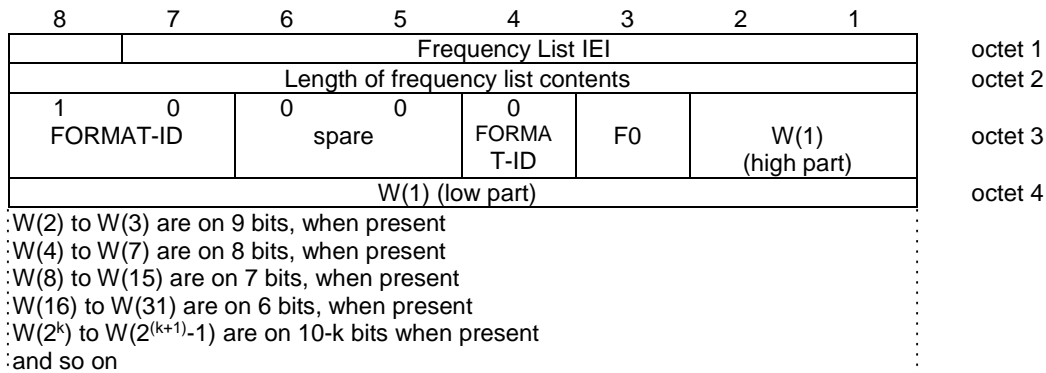 8 7 6 5 4 3 2 1
Frequency List IEI octet 1
Length of frequency list contents octet 2
1 0 0 0 0
FORMAT-ID spare FORMA F0 W(1) octet 3
T-ID (high part)
W(1) (low part) octet 4
W(2) to W(3) are on 9 bits, when present
W(4) to W(7) are on 8 bits, when present
W(8) to W(15) are on 7 bits, when present
W(16) to W(31) are on 6 bits, when present
W(2^k) to W(2^(k+1)-1) are on 10-k bits when present
and so on